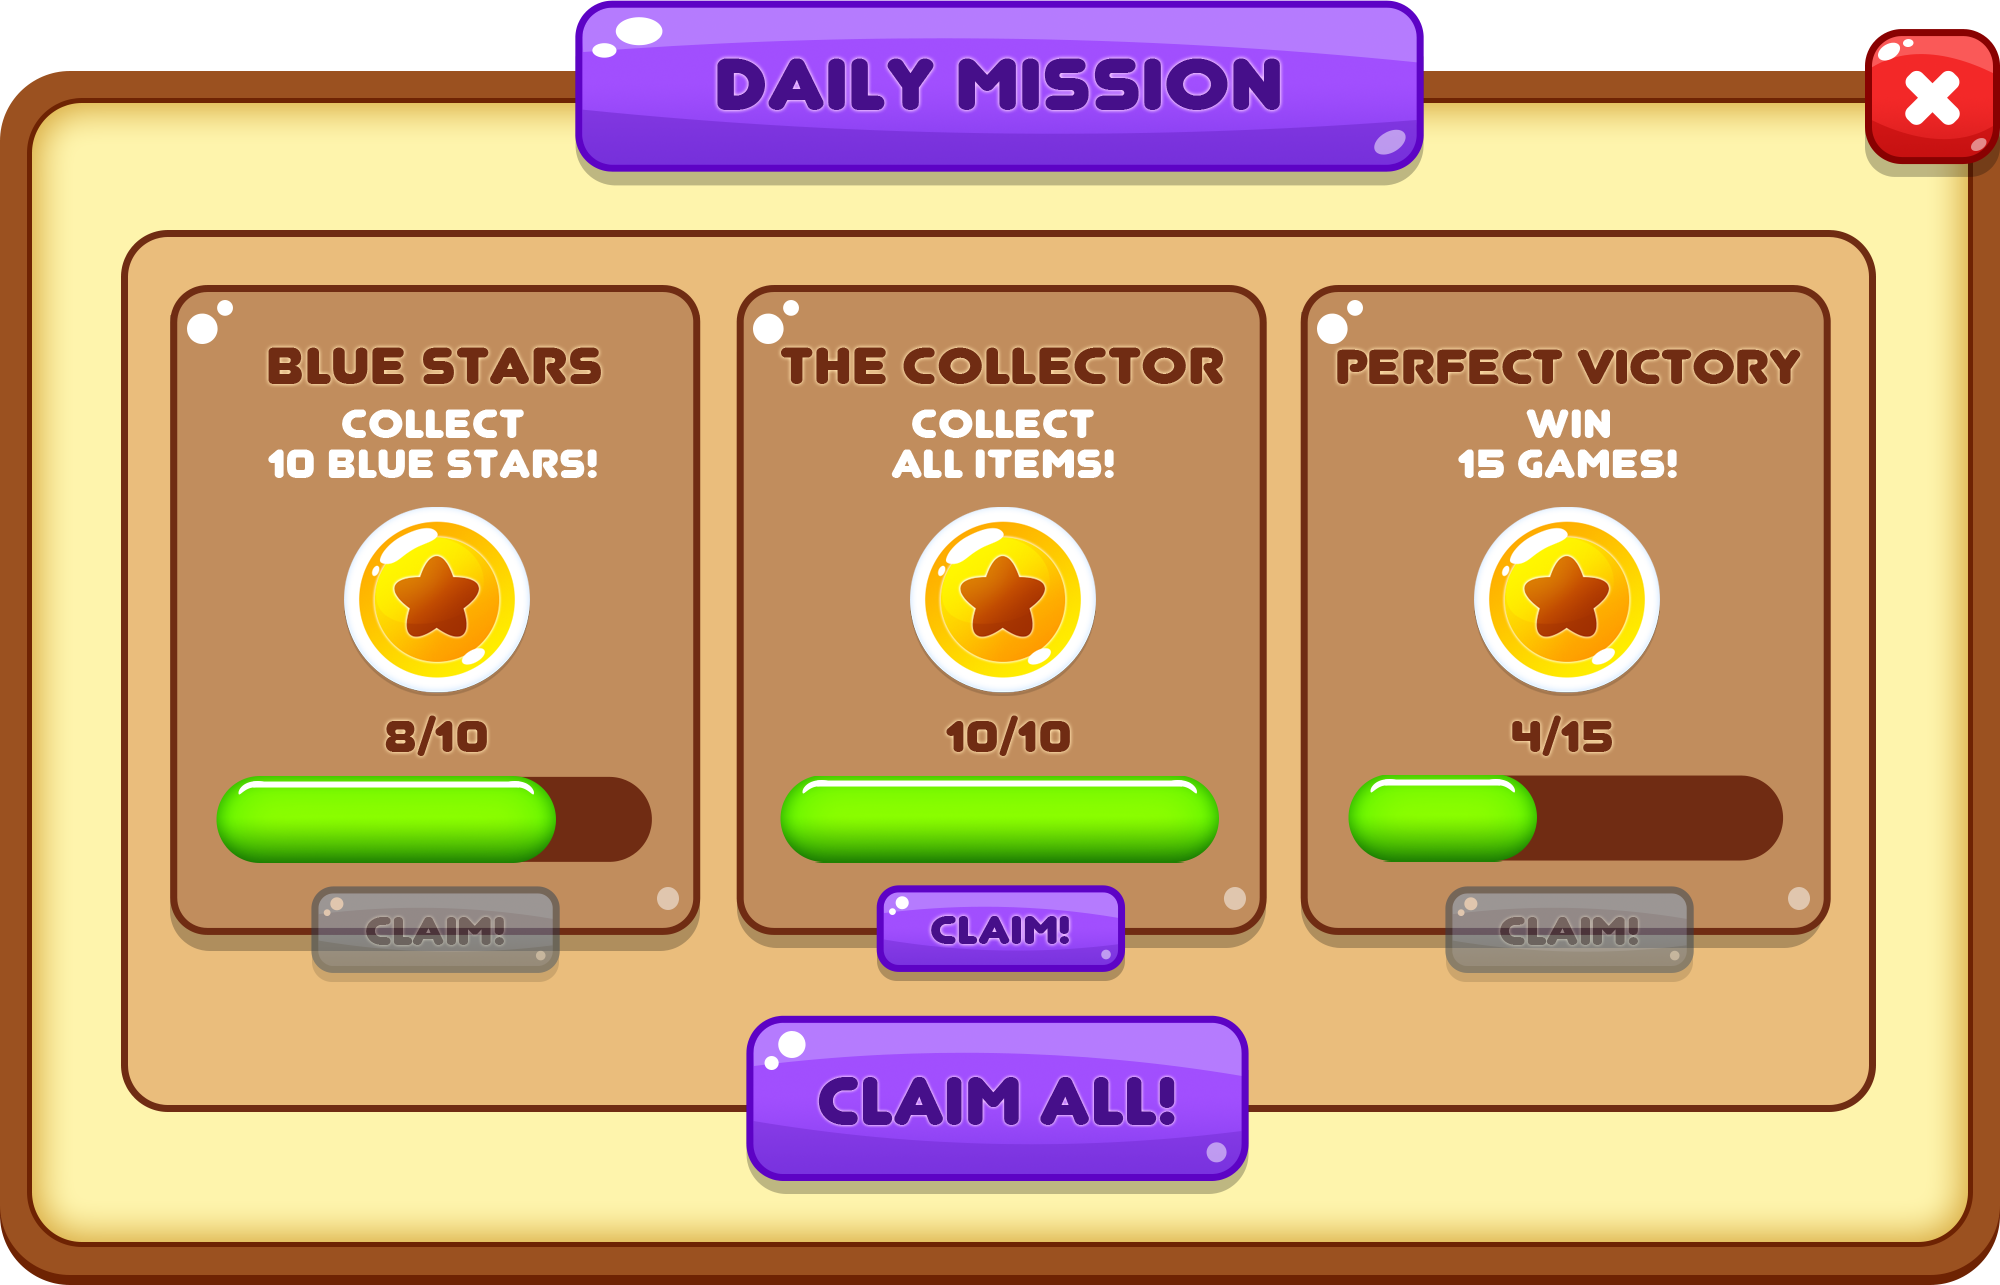 DAILY MISSION
BLUE STARS
COLLECT
10 BLUE STARS!
8/10
CLAIM!
THE COLLECTOR
COLLECT
ALL ITEMS!
10/10
CLAIM!
PERFECT VICTORY
WIN
15 GAMES!
4/15
CLAIM!
CLAIM ALL!